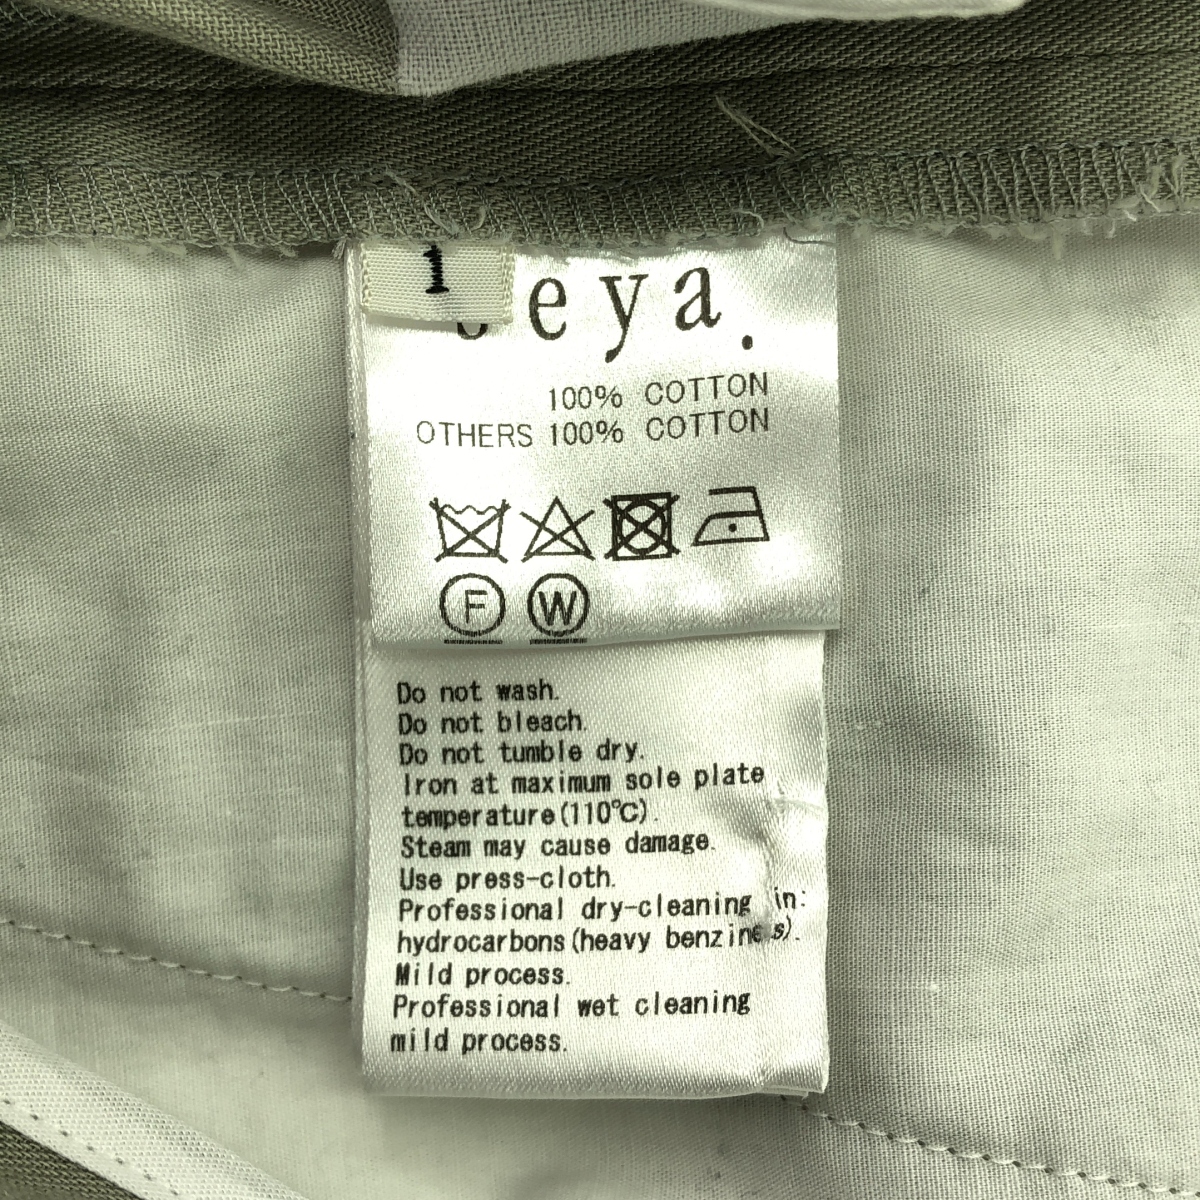 1
eya.
100% COTTON
OTHERS 100% COTTON
F W
Do not wash.
Do not bleach.
Do not tumble dry.
Iron at maximum sole plate
temperature(110℃).
Steam may cause damage.
Use press-cloth.
Professional dry-cleaning in:
hydrocarbons(heavy benzines).
Mild process.
Professional wet cleaning
mild process.